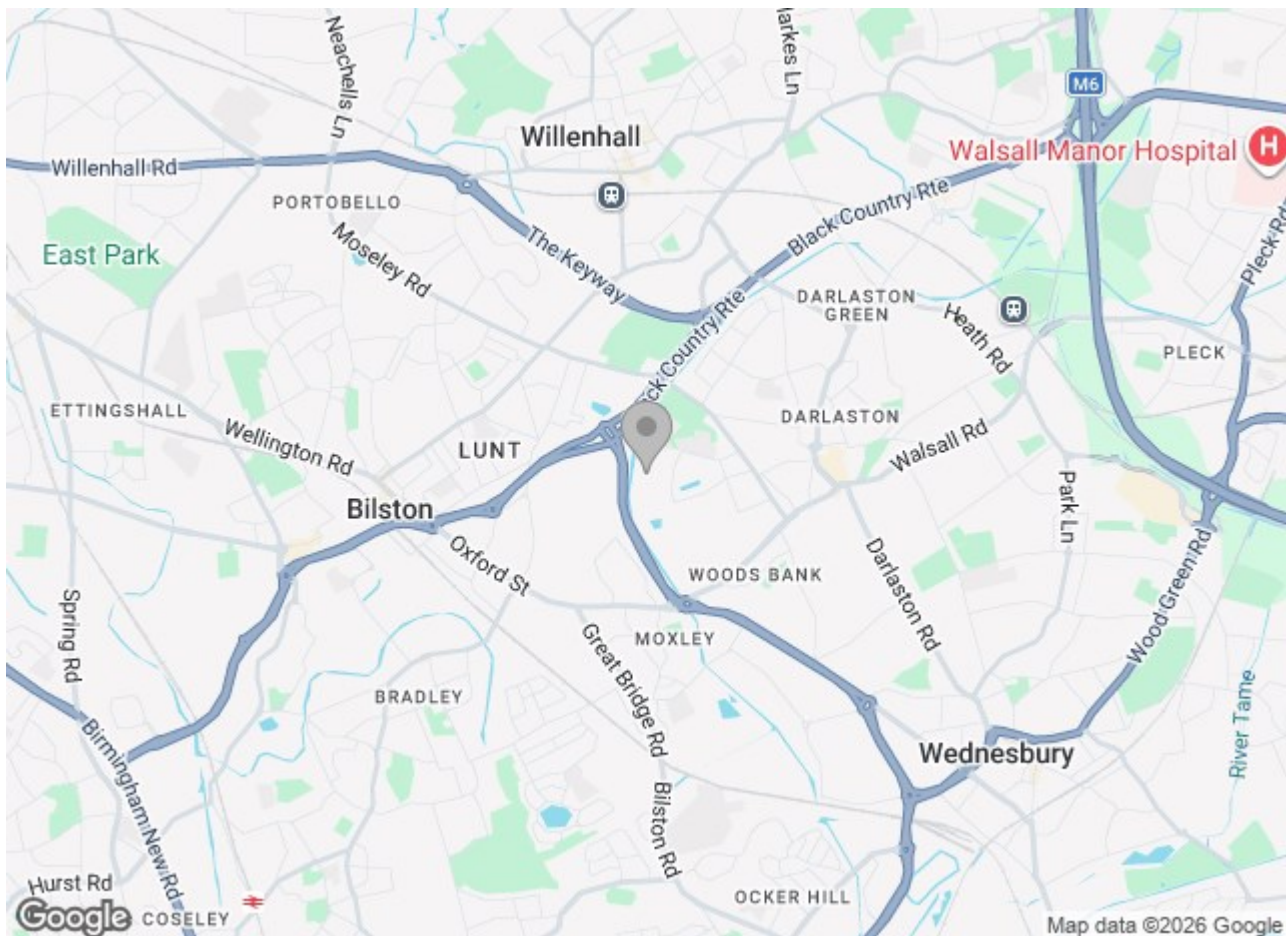 Neachells Ln
M6
Willenhall
Walsall Manor Hospital
H
Willenhall Rd
PORTOBELLO
Black Country Rte
Pleck Rd
East Park
Moseley Rd
The Keyway
DARLASTON
GREEN
Heath Rd
PLECK
ETTINGSHALL
DARLASTON
Wellington Rd
LUNT
Walsall Rd
Bilston
Park Ln
Oxford St
WOODS BANK
Darlaston Rd
Wood Green Rd
Spring Rd
MOXLEY
Great Bridge Rd
BRADLEY
River Tame
Birmingham New Rd
Wednesbury
Bilston Rd
Hurst Rd
OCKER HILL
COSELEY
Google
Map data ©2026 Google